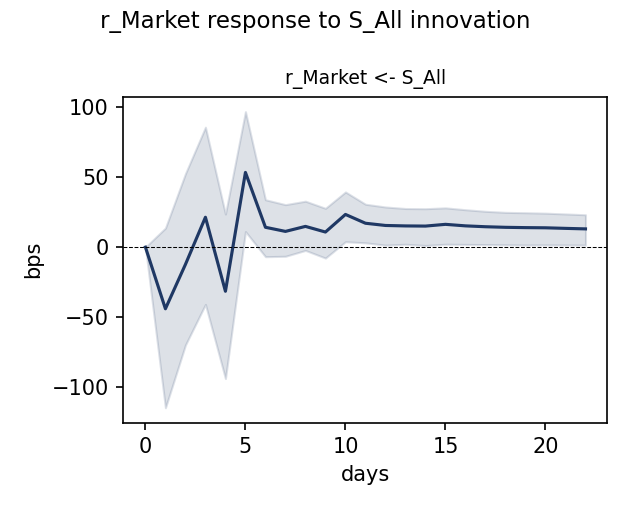 r_Market response to S_All innovation
r_Market <- S_All
100
50
0
−50
−100
bps
0 5 10 15 20
days